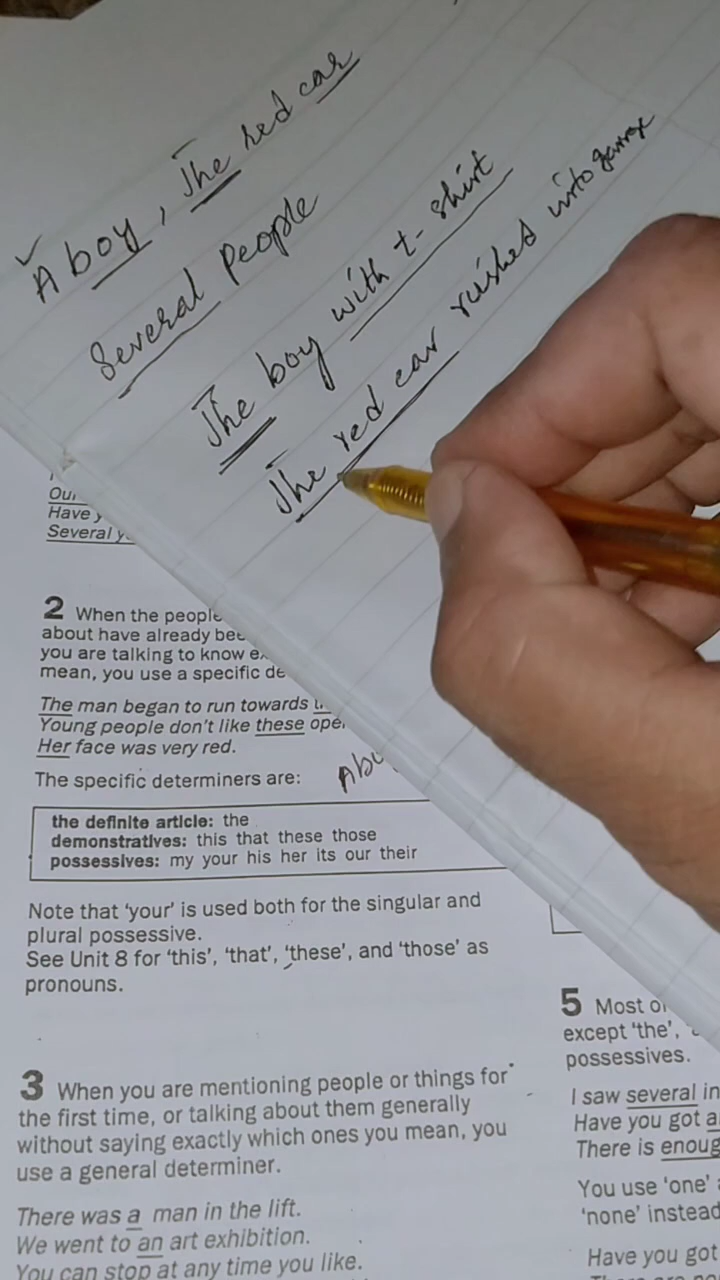 A boy, The red car
Several People
The boy with t-shirt
The red car rushed into
Our
Have y
Several y
2 When the people
about have already bee
you are talking to know e
mean, you use a specific de
The man began to run towards
Young people don't like these ope
Her face was very red.
The specific determiners are:
the definite article: the
demonstratives: this that these those
possessives: my your his her its our their
Note that 'your' is used both for the singular and
plural possessive.
See Unit 8 for 'this', 'that', 'these', and 'those' as
pronouns.
3 When you are mentioning people or things for
the first time, or talking about them generally
without saying exactly which ones you mean, you
use a general determiner.
There was a man in the lift.
We went to an art exhibition.
You can stop at any time you like.
5 Most of
except 'the',
possessives.
I saw several in
Have you got a
There is enoug
You use 'one'
'none' instead
Have you got